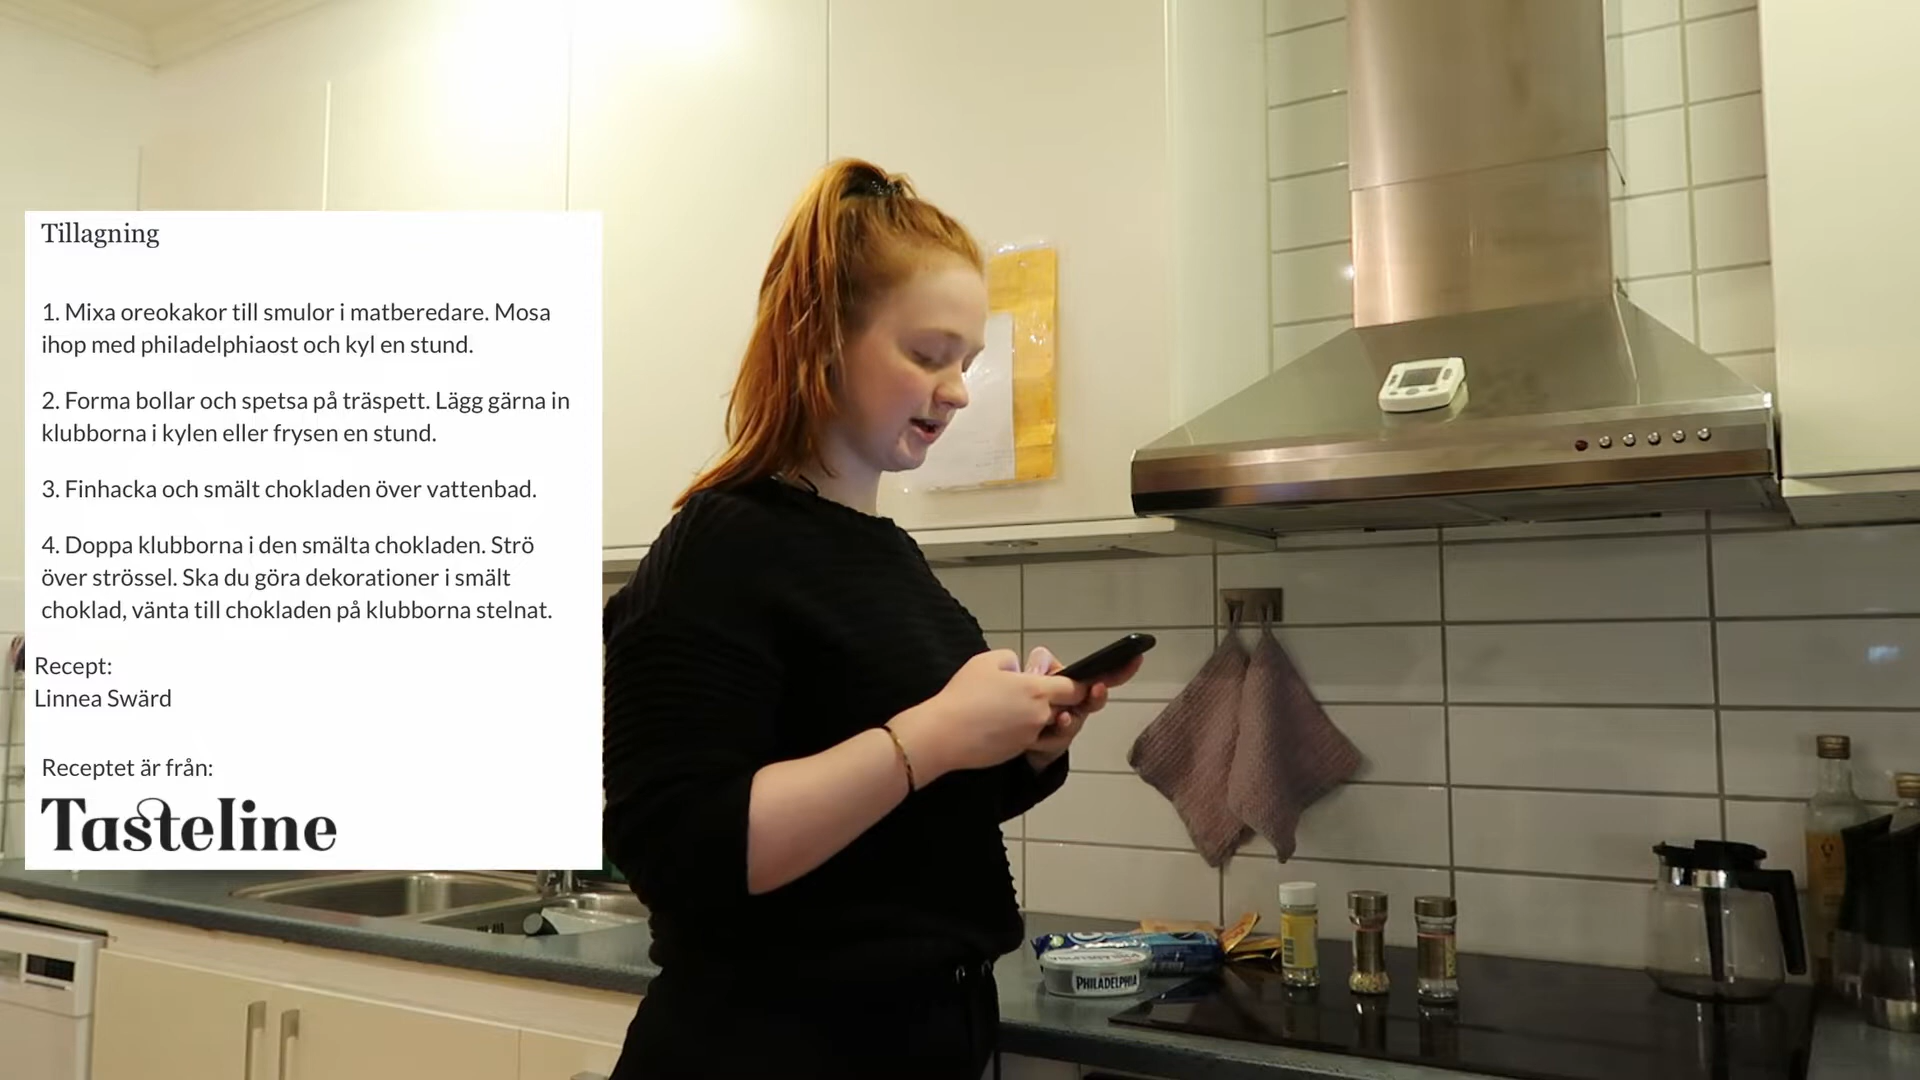 Tillagning
1. Mixa oreokakor till smulor i matberedare. Mosa
ihop med philadelphiaost och kyl en stund.
2. Forma bollar och spetsa på träspett. Lägg gärna in
klubborna i kylen eller frysen en stund.
3. Finhacka och smält chokladen över vattenbad.
4. Doppa klubborna i den smälta chokladen. Strö
över strössel. Ska du göra dekorationer i smält
choklad, vänta till chokladen på klubborna stelnat.
Recept:
Linnea Swärd
Receptet är från:
Tasteline
PHILADELPHIA